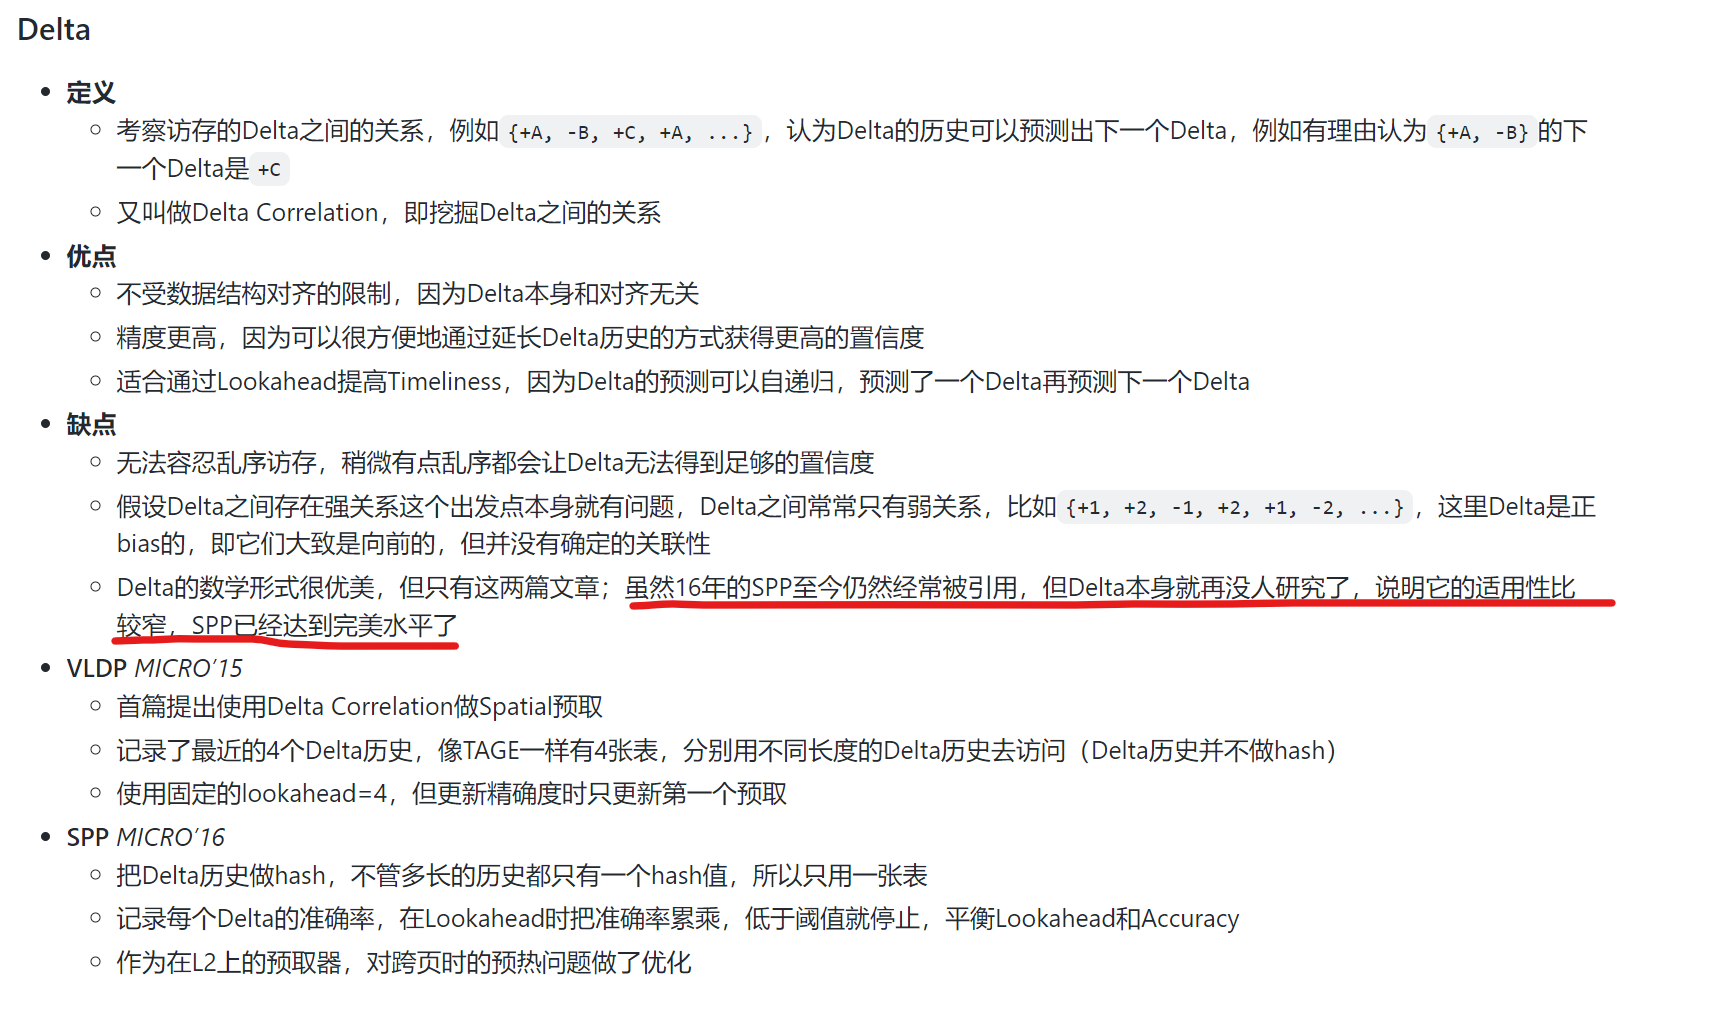 Delta
定义
考察访存的Delta之间的关系，例如 {+A, -B, +C, +A, ...} ，认为Delta的历史可以预测出下一个Delta，例如有理由认为 {+A, -B} 的下
一个Delta是 +C
又叫做Delta Correlation，即挖掘Delta之间的关系
优点
不受数据结构对齐的限制，因为Delta本身和对齐无关
精度更高，因为可以很方便地通过延长Delta历史的方式获得更高的置信度
适合通过Lookahead提高Timeliness，因为Delta的预测可以自递归，预测了一个Delta再预测下一个Delta
缺点
无法容忍乱序访存，稍微有点乱序都会让Delta无法得到足够的置信度
假设Delta之间存在强关系这个出发点本身就有问题，Delta之间常常只有弱关系，比如 {+1, +2, -1, +2, +1, -2, ...} ，这里Delta是正
bias的，即它们大致是向前的，但并没有确定的关联性
Delta的数学形式很优美，但只有这两篇文章；虽然16年的SPP至今仍然经常被引用，但Delta本身就再没人研究了，说明它的适用性比
较窄，SPP已经达到完美水平了
VLDP MICRO’15
首篇提出使用Delta Correlation做Spatial预取
记录了最近的4个Delta历史，像TAGE一样有4张表，分别用不同长度的Delta历史去访问（Delta历史并不做hash）
使用固定的lookahead=4，但更新精确度时只更新第一个预取
SPP MICRO’16
把Delta历史做hash，不管多长的历史都只有一个hash值，所以只用一张表
记录每个Delta的准确率，在Lookahead时把准确率累乘，低于阈值就停止，平衡Lookahead和Accuracy
作为在L2上的预取器，对跨页时的预热问题做了优化